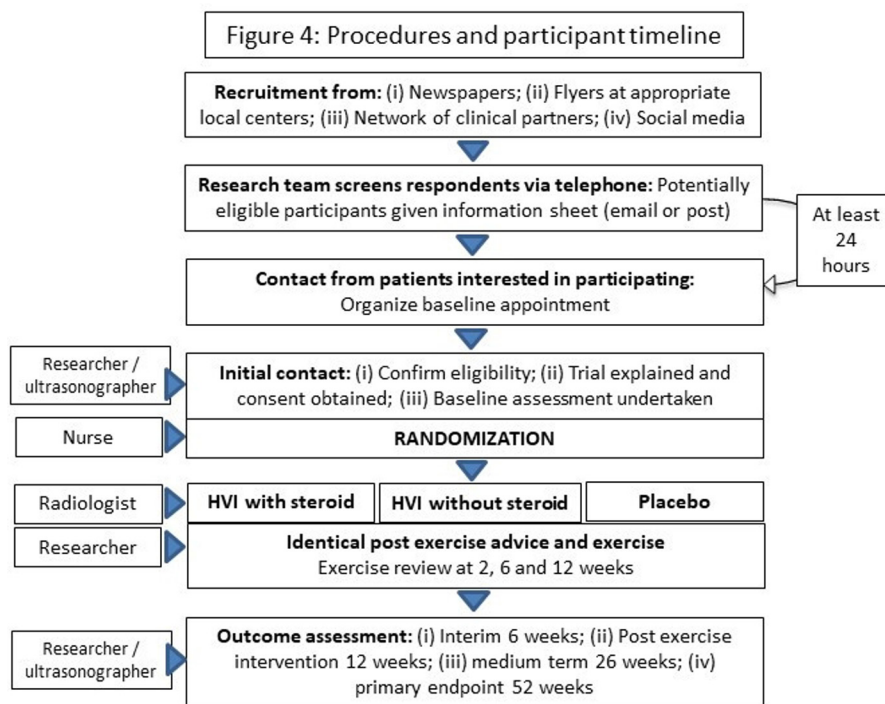 Figure 4: Procedures and participant timeline
Recruitment from: (i) Newspapers; (ii) Flyers at appropriate
local centers; (iii) Network of clinical partners; (iv) Social media
Research team screens respondents via telephone: Potentially
eligible participants given information sheet (email or post)
At least
24
hours
Contact from patients interested in participating:
Organize baseline appointment
Researcher /
ultrasonographer
Initial contact: (i) Confirm eligibility; (ii) Trial explained and
consent obtained; (iii) Baseline assessment undertaken
Nurse
RANDOMIZATION
Radiologist
HVI with steroid
HVI without steroid
Placebo
Researcher
Identical post exercise advice and exercise
Exercise review at 2, 6 and 12 weeks
Researcher /
ultrasonographer
Outcome assessment: (i) Interim 6 weeks; (ii) Post exercise
intervention 12 weeks; (iii) medium term 26 weeks; (iv)
primary endpoint 52 weeks